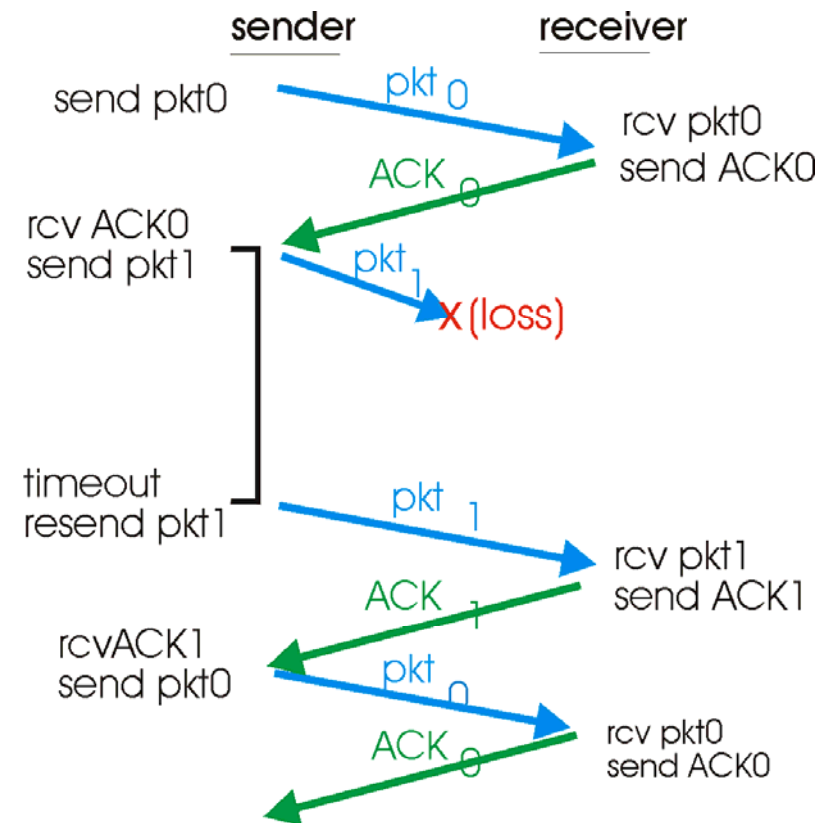 sender
receiver
send pkt0
pkt 0
rcv pkt0
send ACK0
ACK 0
rcv ACK0
send pkt1
pkt 1
X (loss)
timeout
resend pkt1
pkt 1
rcv pkt1
send ACK1
ACK 1
rcvACK1
send pkt0
pkt 0
rcv pkt0
send ACK0
ACK 0